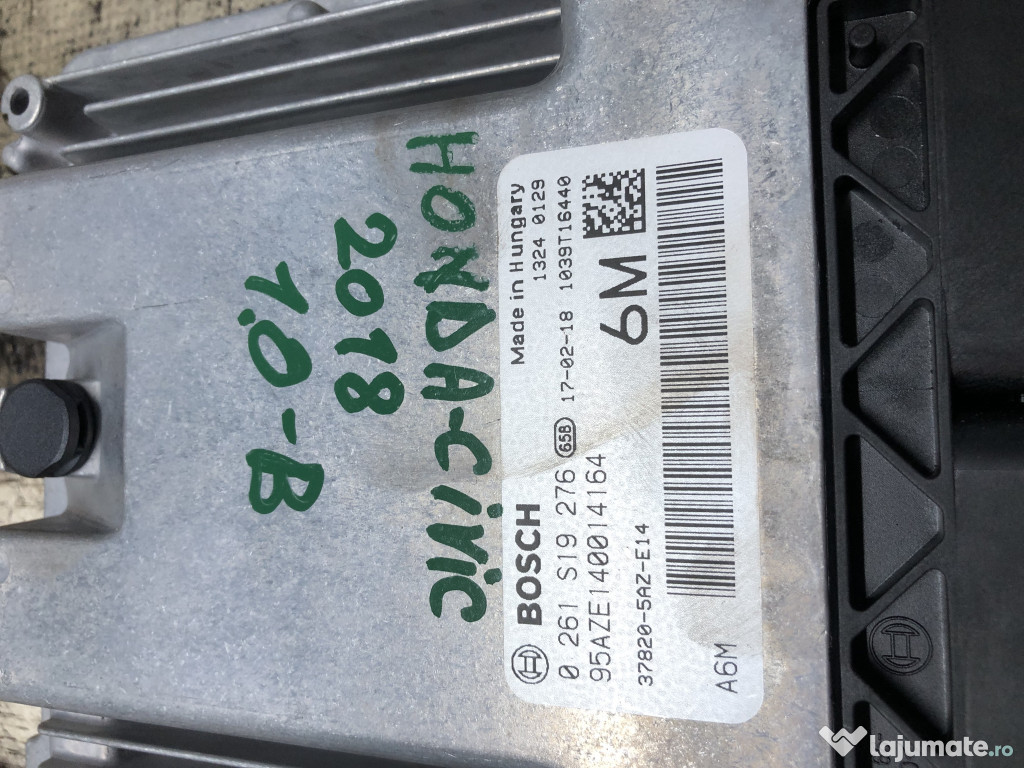 HONDA-CIVIC
2018
1.0-B
BOSCH
Made in Hungary
0 261 S19 276 1324 0129
95AZE140014164 658 17-02-18 1039T16440
37820-5AZ-E14
6M
A6M
lajumate.ro